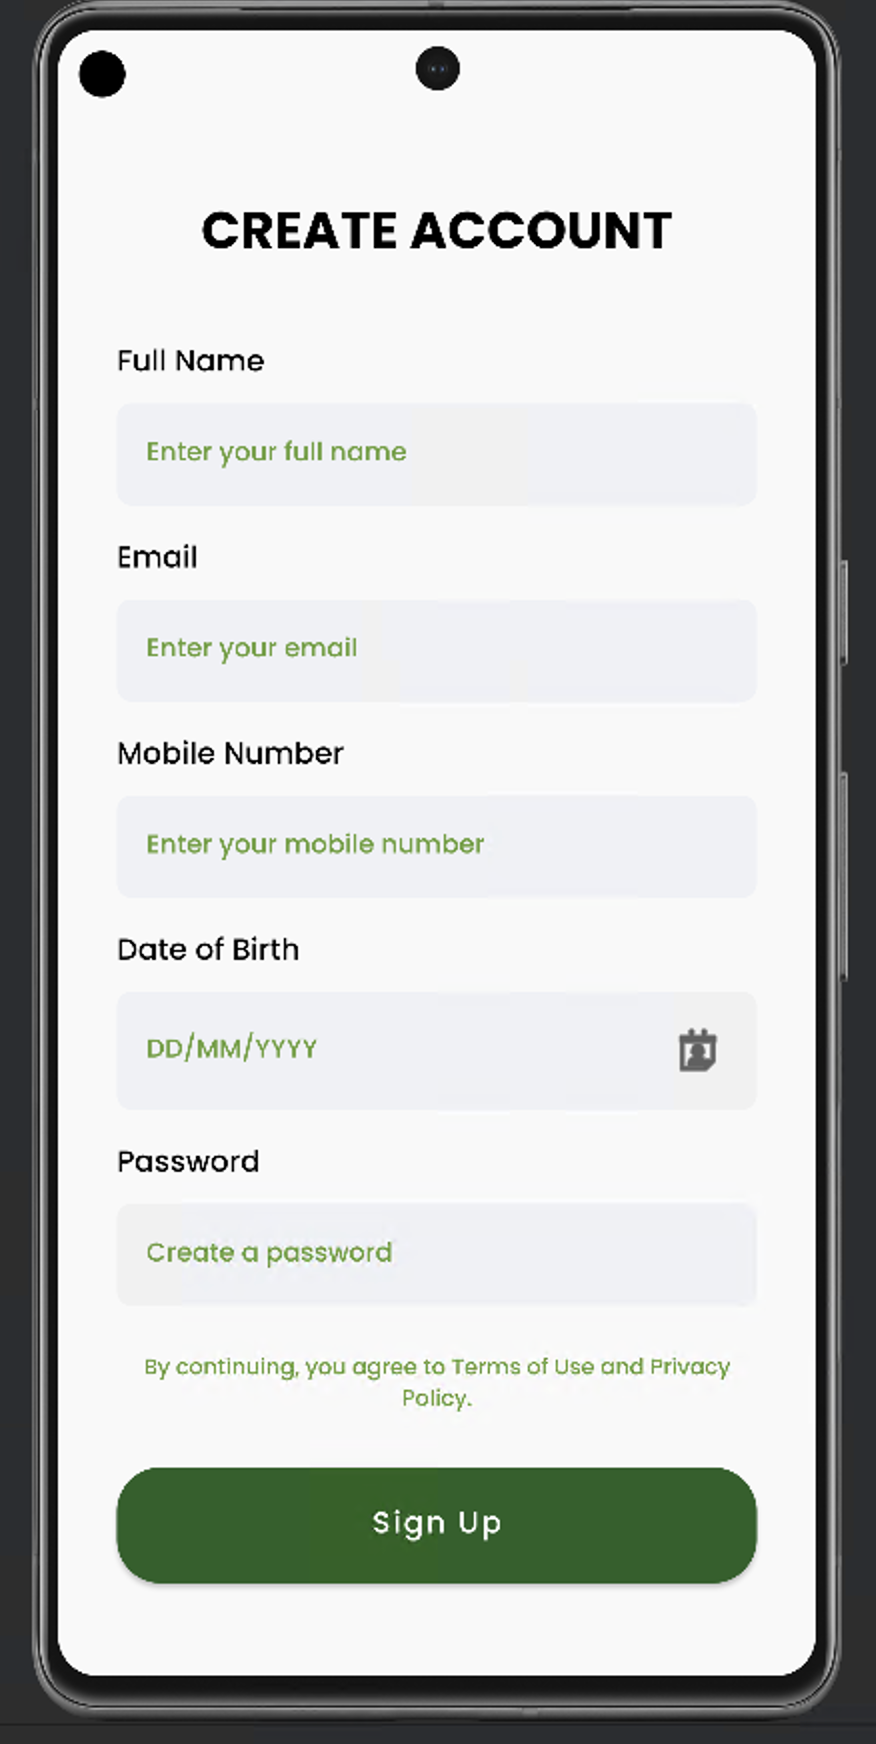 CREATE ACCOUNT
Full Name
Enter your full name
Email
Enter your email
Mobile Number
Enter your mobile number
Date of Birth
DD/MM/YYYY
Password
Create a password
By continuing, you agree to Terms of Use and Privacy
Policy.
Sign Up